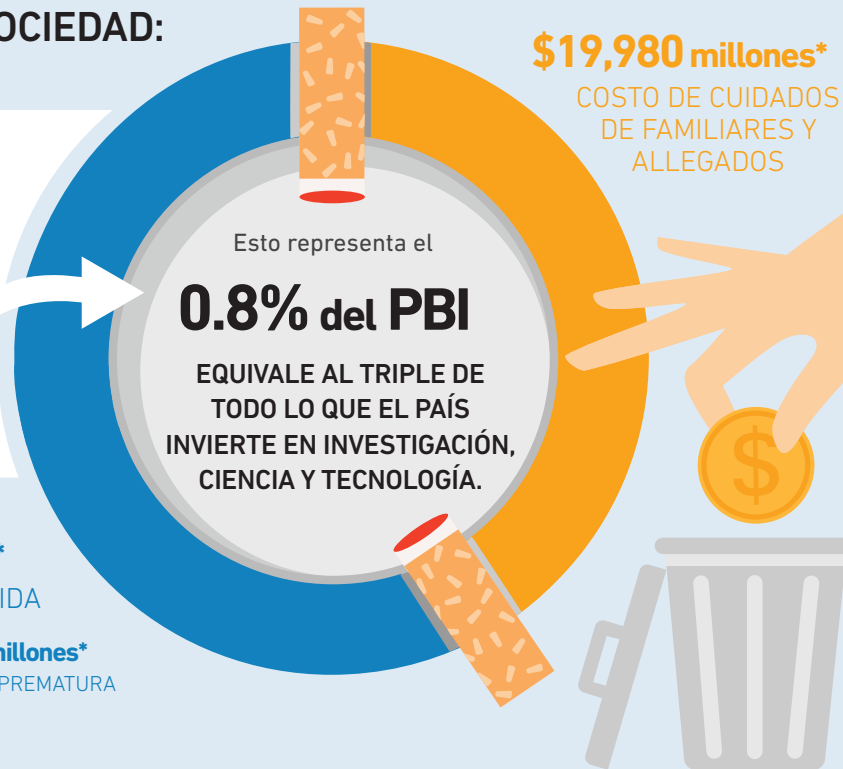 OCIEDAD:
$19,980 millones*
COSTO DE CUIDADOS
DE FAMILIARES Y
ALLEGADOS
Esto representa el
0.8% del PBI
EQUIVALE AL TRIPLE DE
TODO LO QUE EL PAÍS
INVIERTE EN INVESTIGACIÓN,
CIENCIA Y TECNOLOGÍA.
$
*
IDA
millones*
PREMATURA